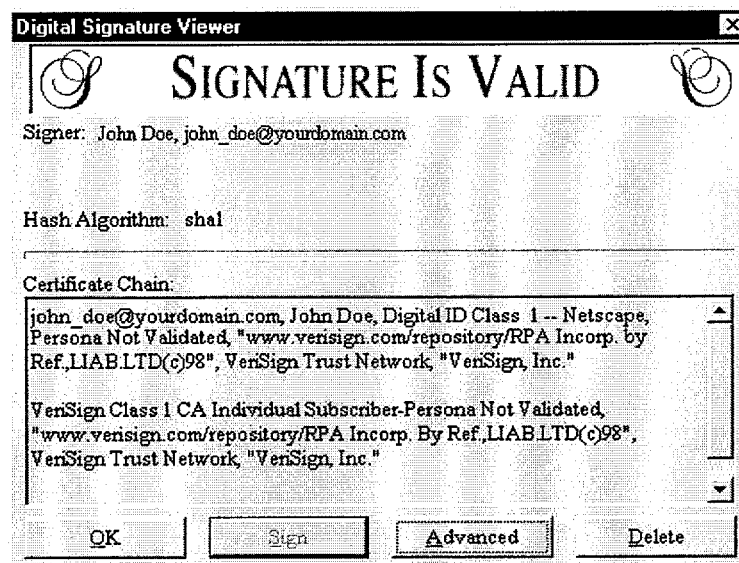 Digital Signature Viewer
SIGNATURE IS VALID
Signer: John Doe, john_doe@yourdomain.com
Hash Algorithm: sha1
Certificate Chain:
john_doe@yourdomain.com, John Doe, Digital ID Class 1 -- Netscape,
Persona Not Validated, "www.verisign.com/repository/RPA Incorp. by
Ref.,LIAB.LTD(c)98", VeriSign Trust Network, "VeriSign, Inc."
VeriSign Class 1 CA Individual Subscriber-Persona Not Validated,
"www.verisign.com/repository/RPA Incorp. By Ref.,LIAB.LTD(c)98",
VeriSign Trust Network, "VeriSign, Inc."
OK Sign Advanced Delete